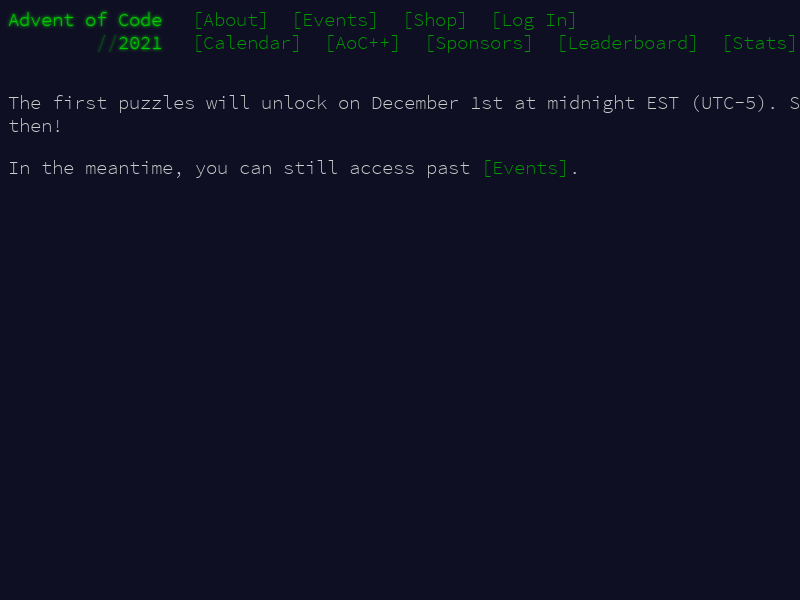 Advent of Code [About] [Events] [Shop] [Log In]
//2021 [Calendar] [AoC++] [Sponsors] [Leaderboard] [Stats]
The first puzzles will unlock on December 1st at midnight EST (UTC-5).
then!
In the meantime, you can still access past [Events].